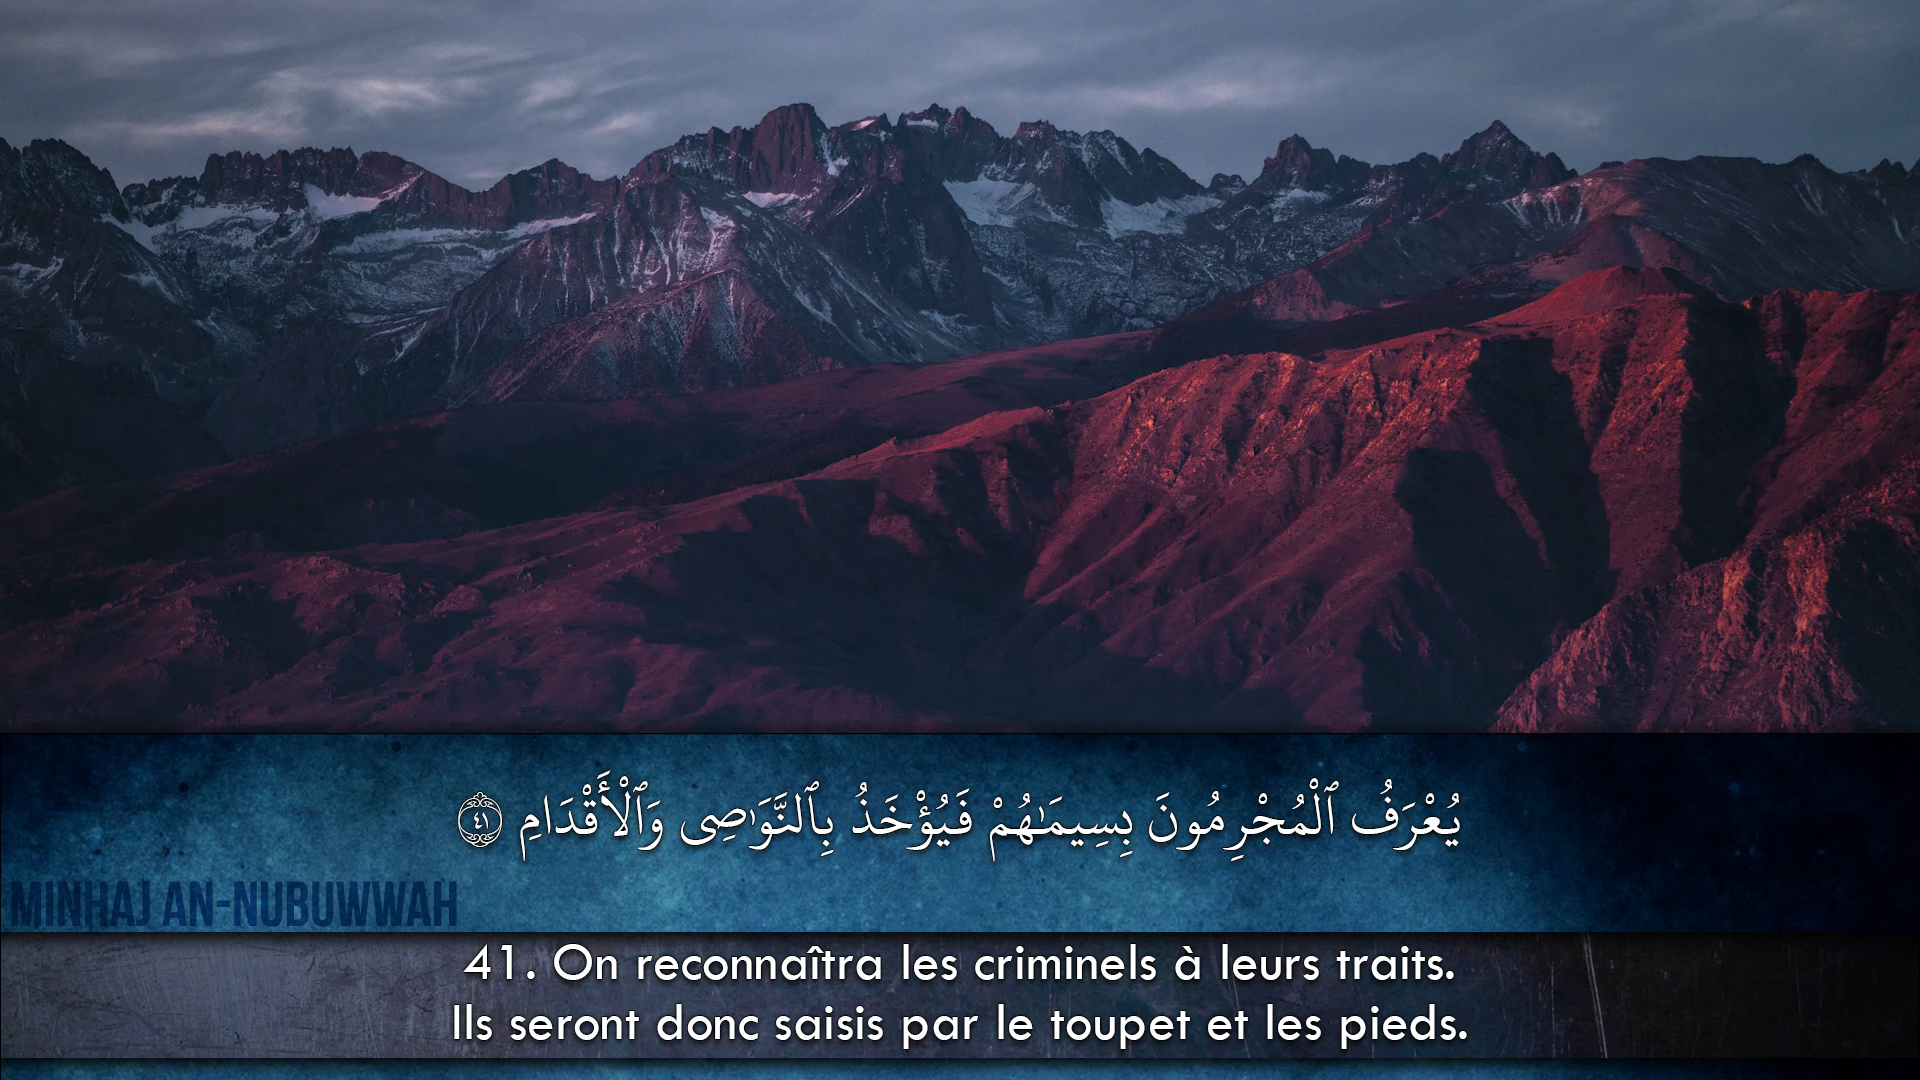 يُعْرَفُ ٱلْمُجْرِمُونَ بِسِيمَـٰهُمْ فَيُؤْخَذُ بِٱلنَّوَٰصِى وَٱلْأَقْدَامِ ٤١
MINHAJ AN-NUBUWWAH
41. On reconnaîtra les criminels à leurs traits.
Ils seront donc saisis par le toupet et les pieds.